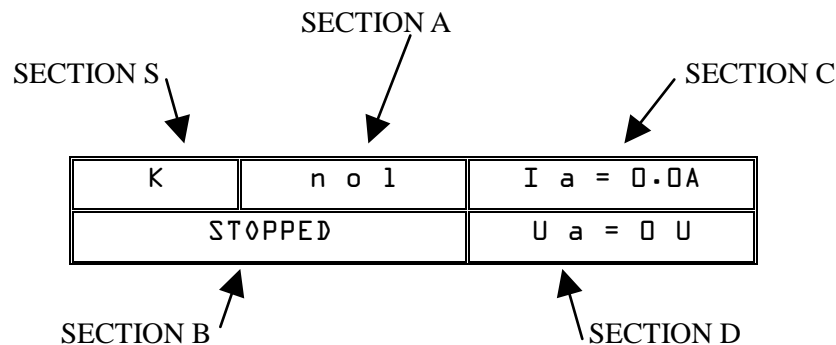 SECTION A
SECTION S
SECTION C
K
n o l
I a = 0.0A
STOPPED
U a = 0 U
SECTION B
SECTION D